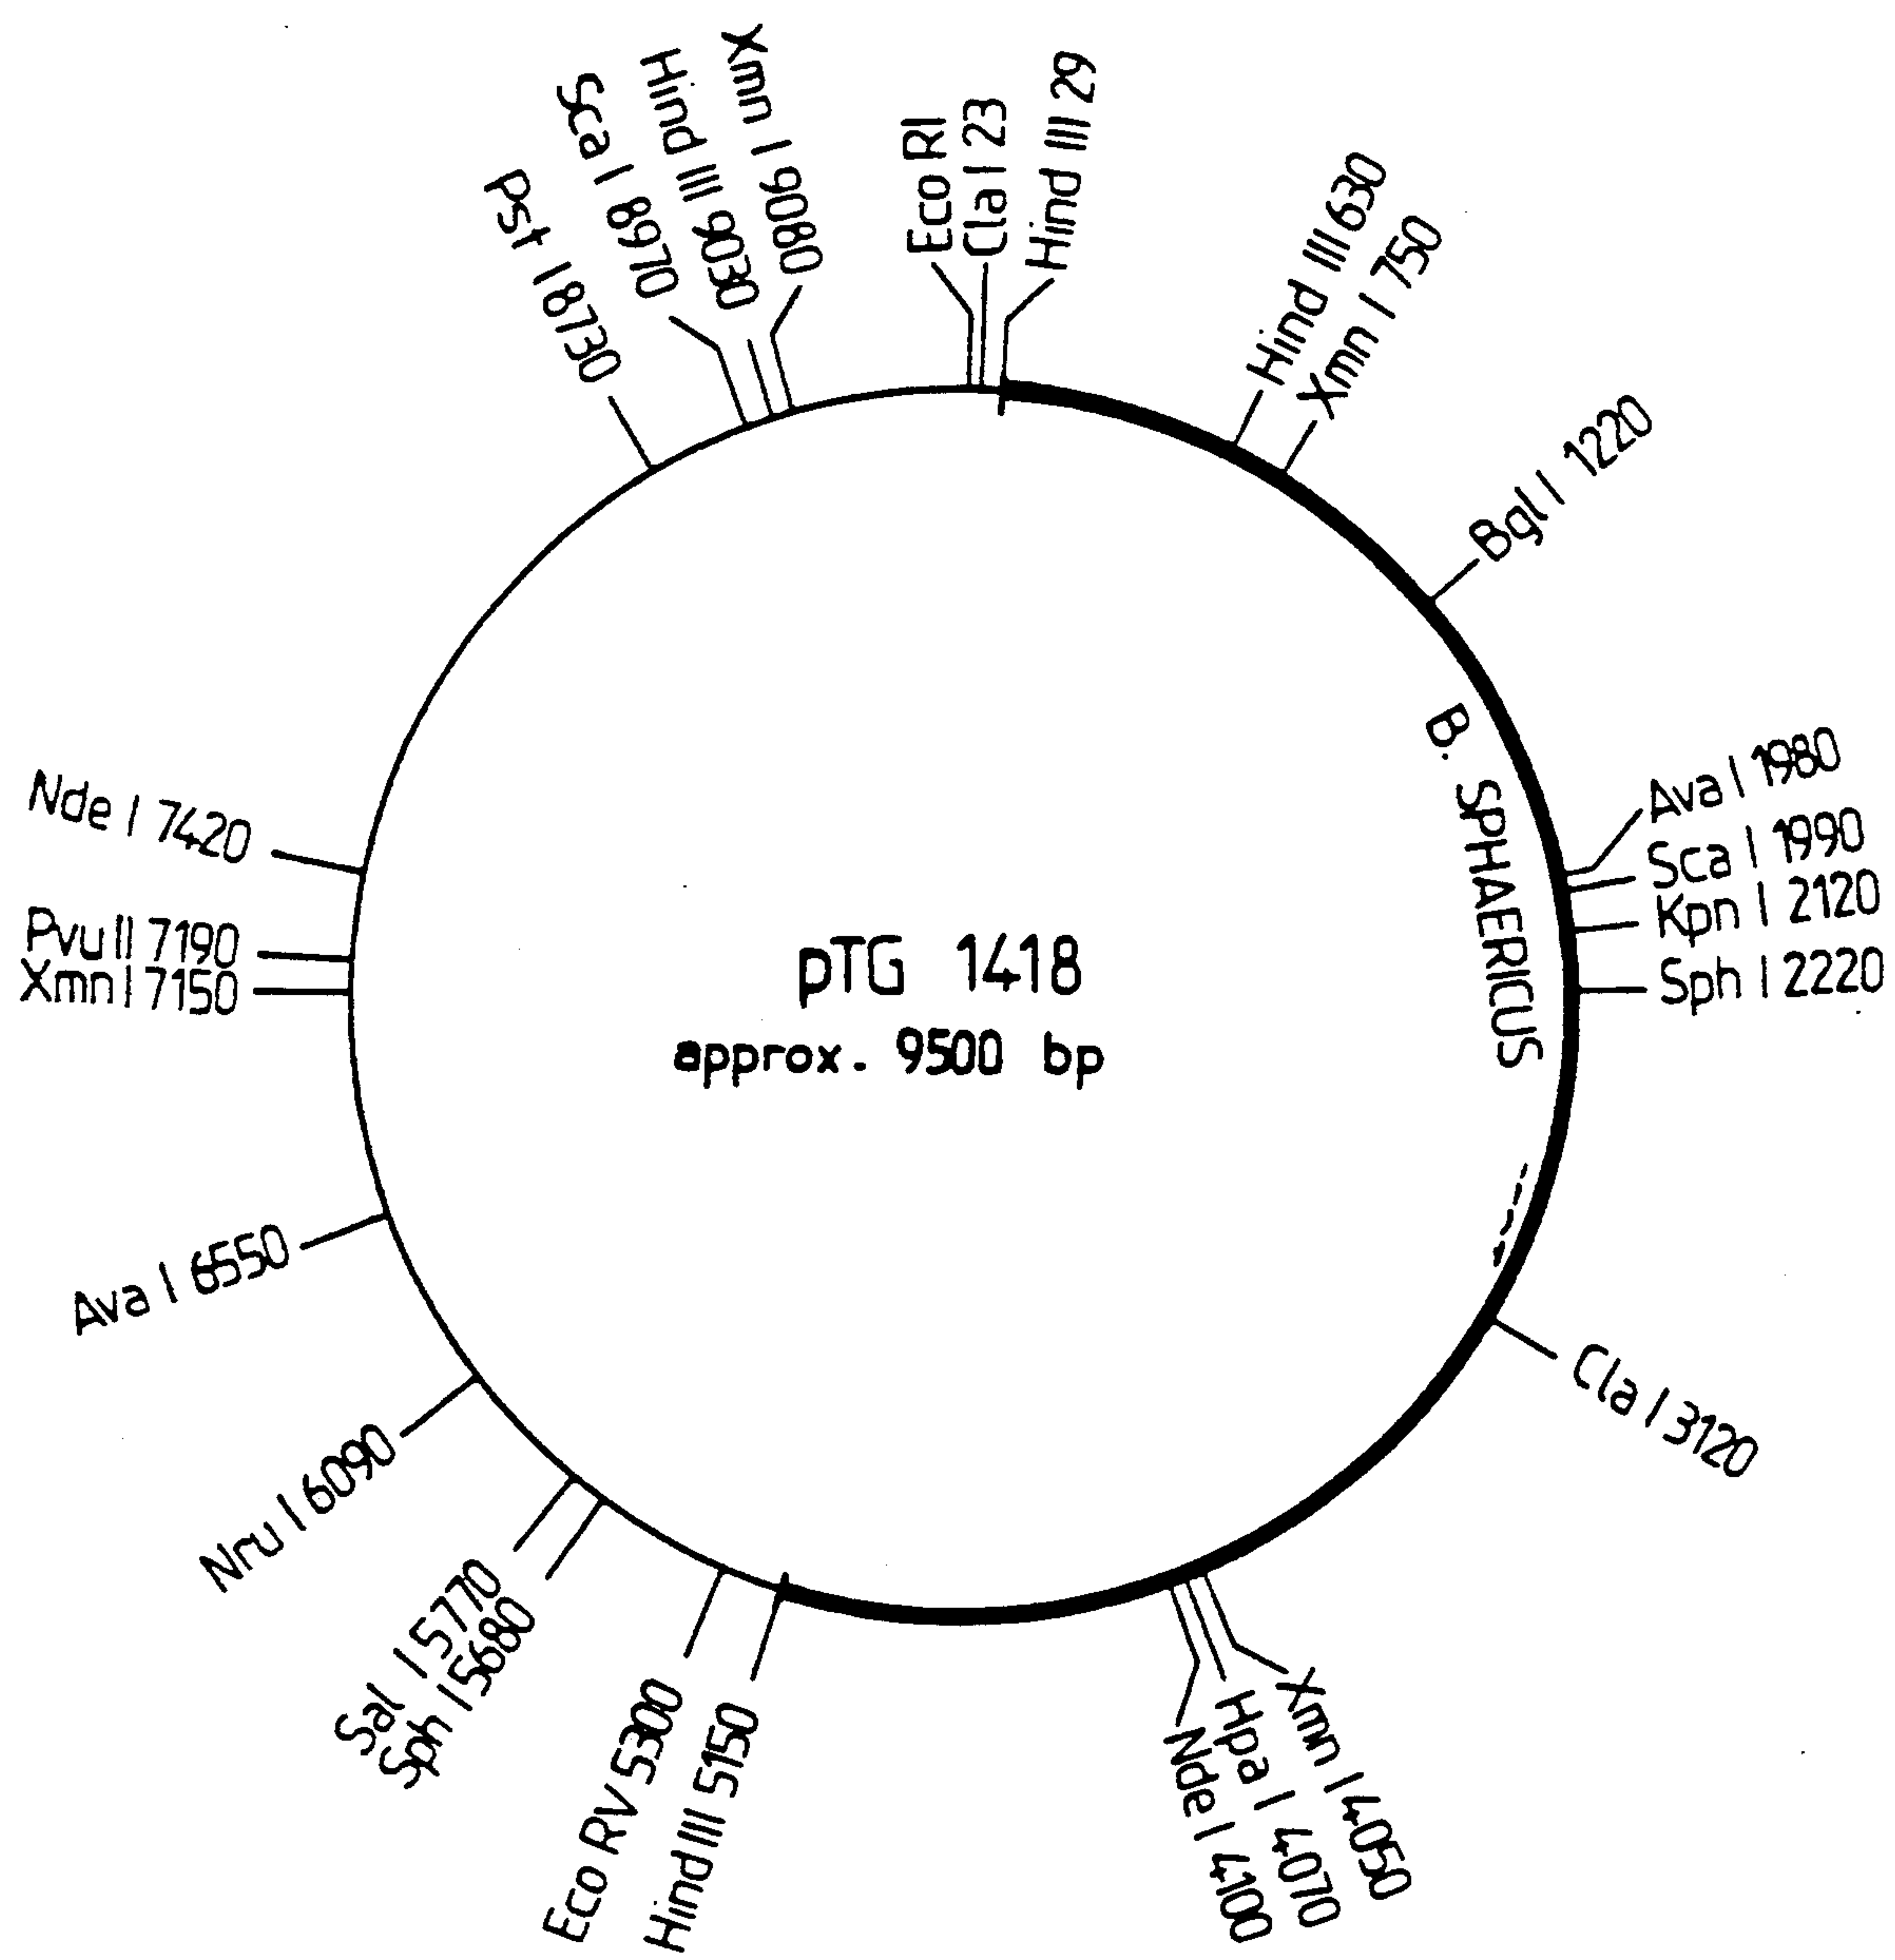 Eco RI
Cla I 23
Hind III 29
Hind III 630
Xmn I 750
Bgl I 1220
Ava I 1980
Sca I 1990
Kpn I 2120
Sph I 2220
Cla I 3120
Xmn I 4050
Hpa I 4070
Nde I 4100
Hind III 5150
Eco RV 5300
Sph I 5680
Sal I 5770
Nru I 6090
Ava I 6550
Xmn I 7150
Pvu II 7190
Nde I 7420
Pst I 8730
Sca I 8970
Hind III 9030
Xmn I 9080
B. SPHAERICUS
pTG 1418
approx. 9500 bp